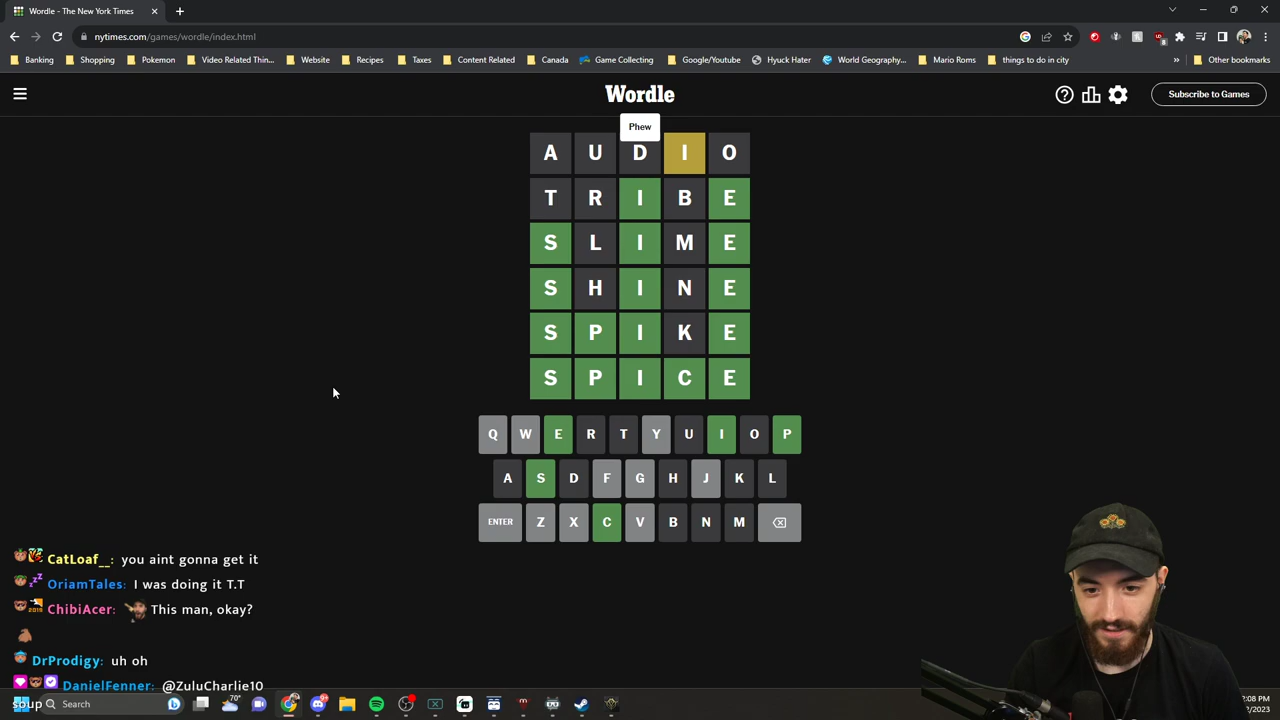 Wordle - The New York Times
nytimes.com/games/wordle/index.html
Banking Shopping Pokemon Video Related Thin... Website Recipes Taxes Content Related Canada Game Collecting Google/Youtube Hyuck Hater World Geography... Mario Roms things to do in city » Other bookmarks
Wordle
Subscribe to Games
Phew
A U D I O
T R I B E
S L I M E
S H I N E
S P I K E
S P I C E
Q W E R T Y U I O P
A S D F G H J K L
ENTER Z X C V B N M
CatLoaf__: you aint gonna get it
OriamTales: I was doing it T.T
ChibiAcer: This man, okay?
DrProdigy: uh oh
DanielFenner: @ZuluCharlie10
soup
Search
70°